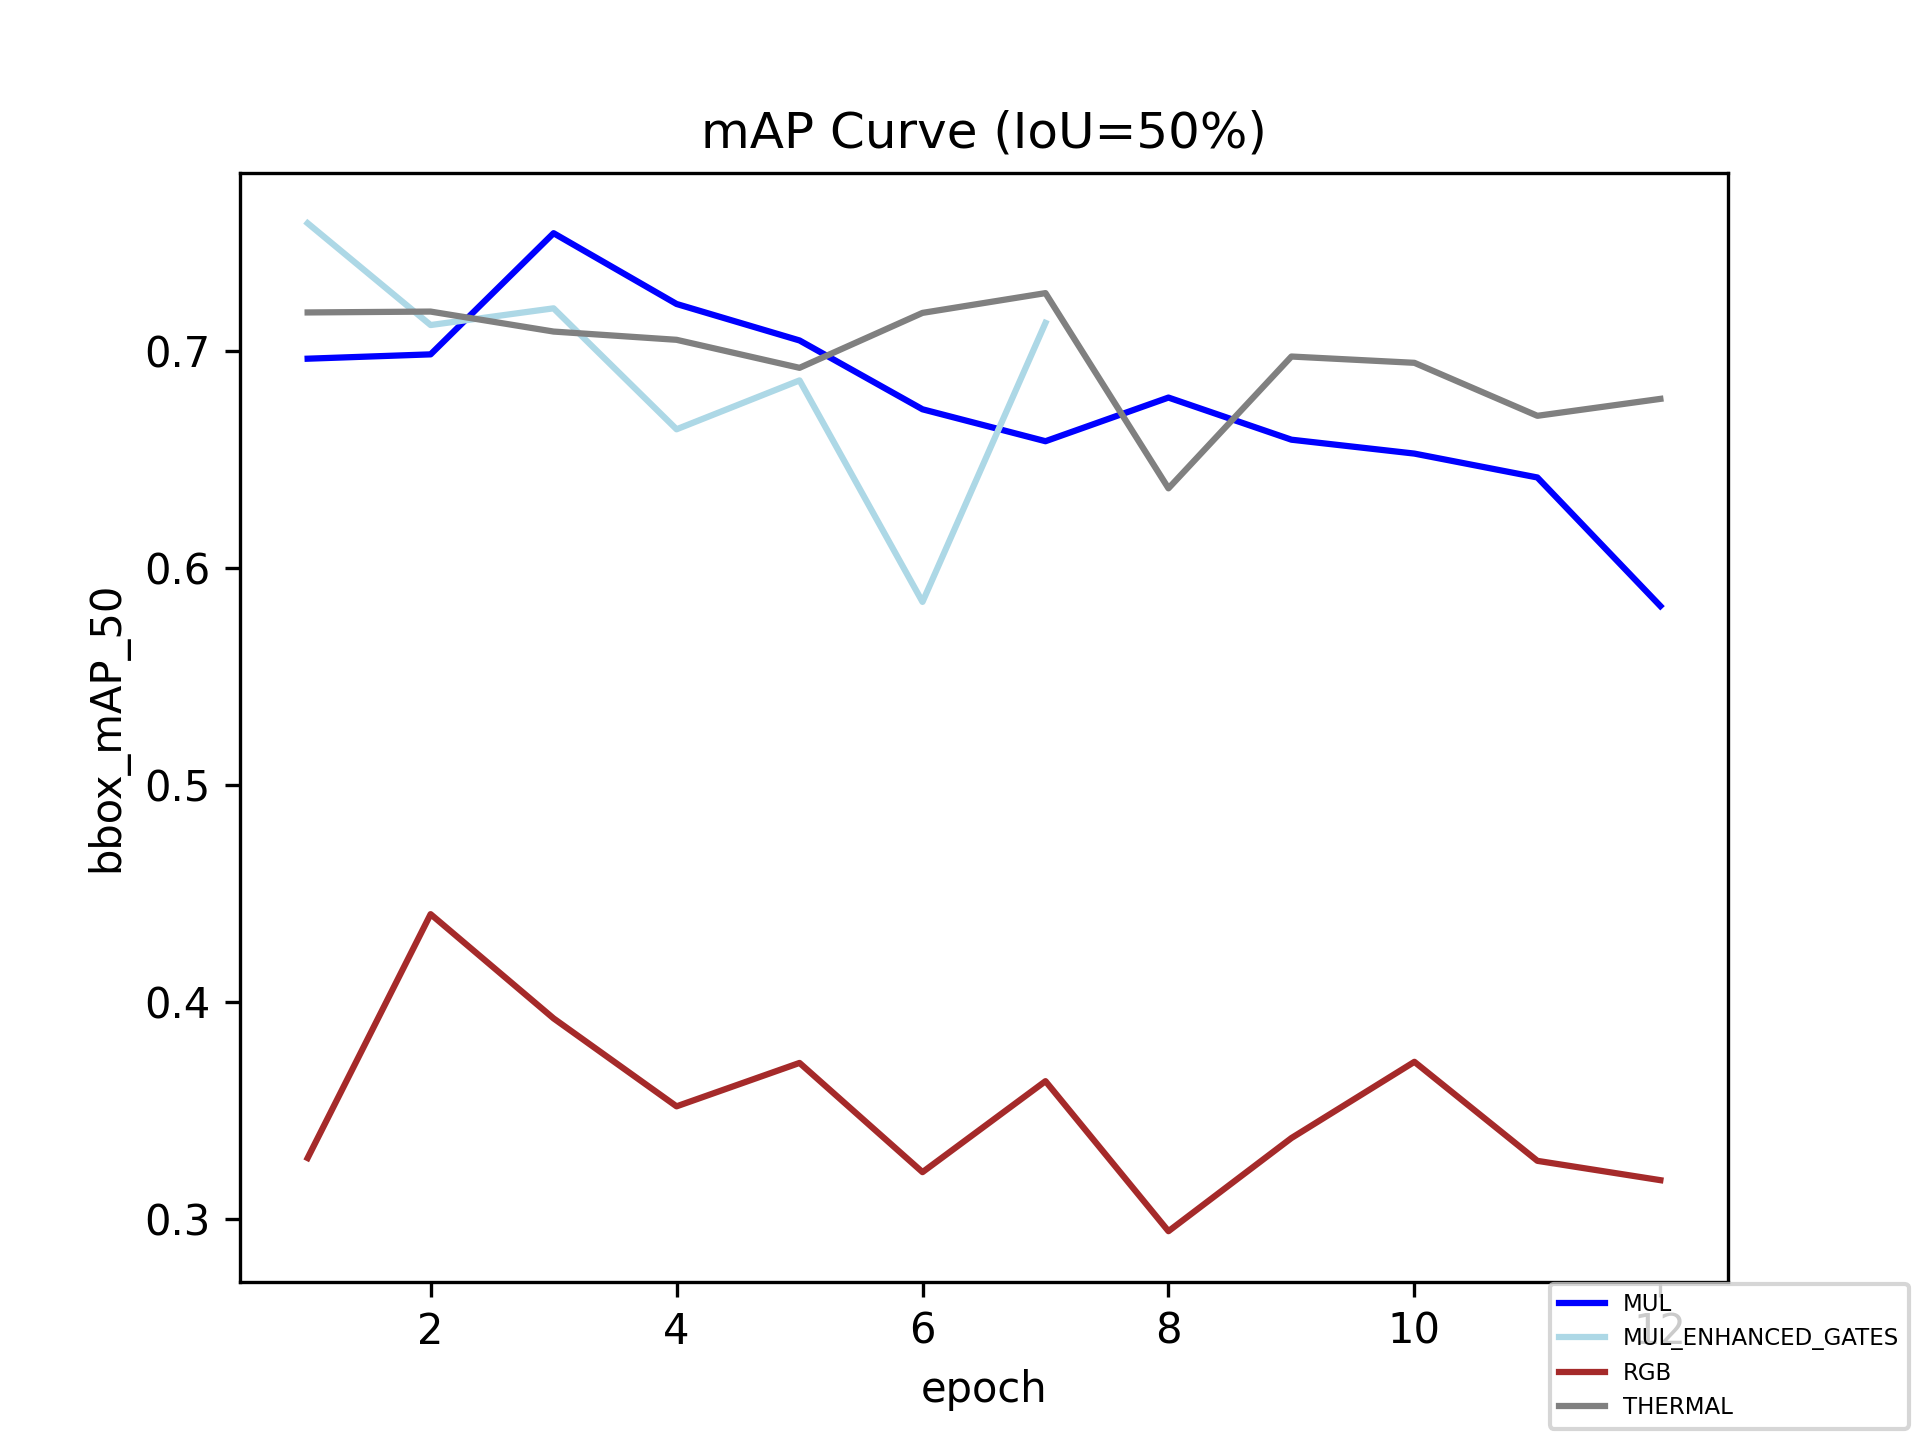 mAP Curve (IoU=50%)
bbox_mAP_50
0.7
0.6
0.5
0.4
0.3
2 4 6 8 10 12
epoch
MUL
MUL_ENHANCED_GATES
RGB
THERMAL